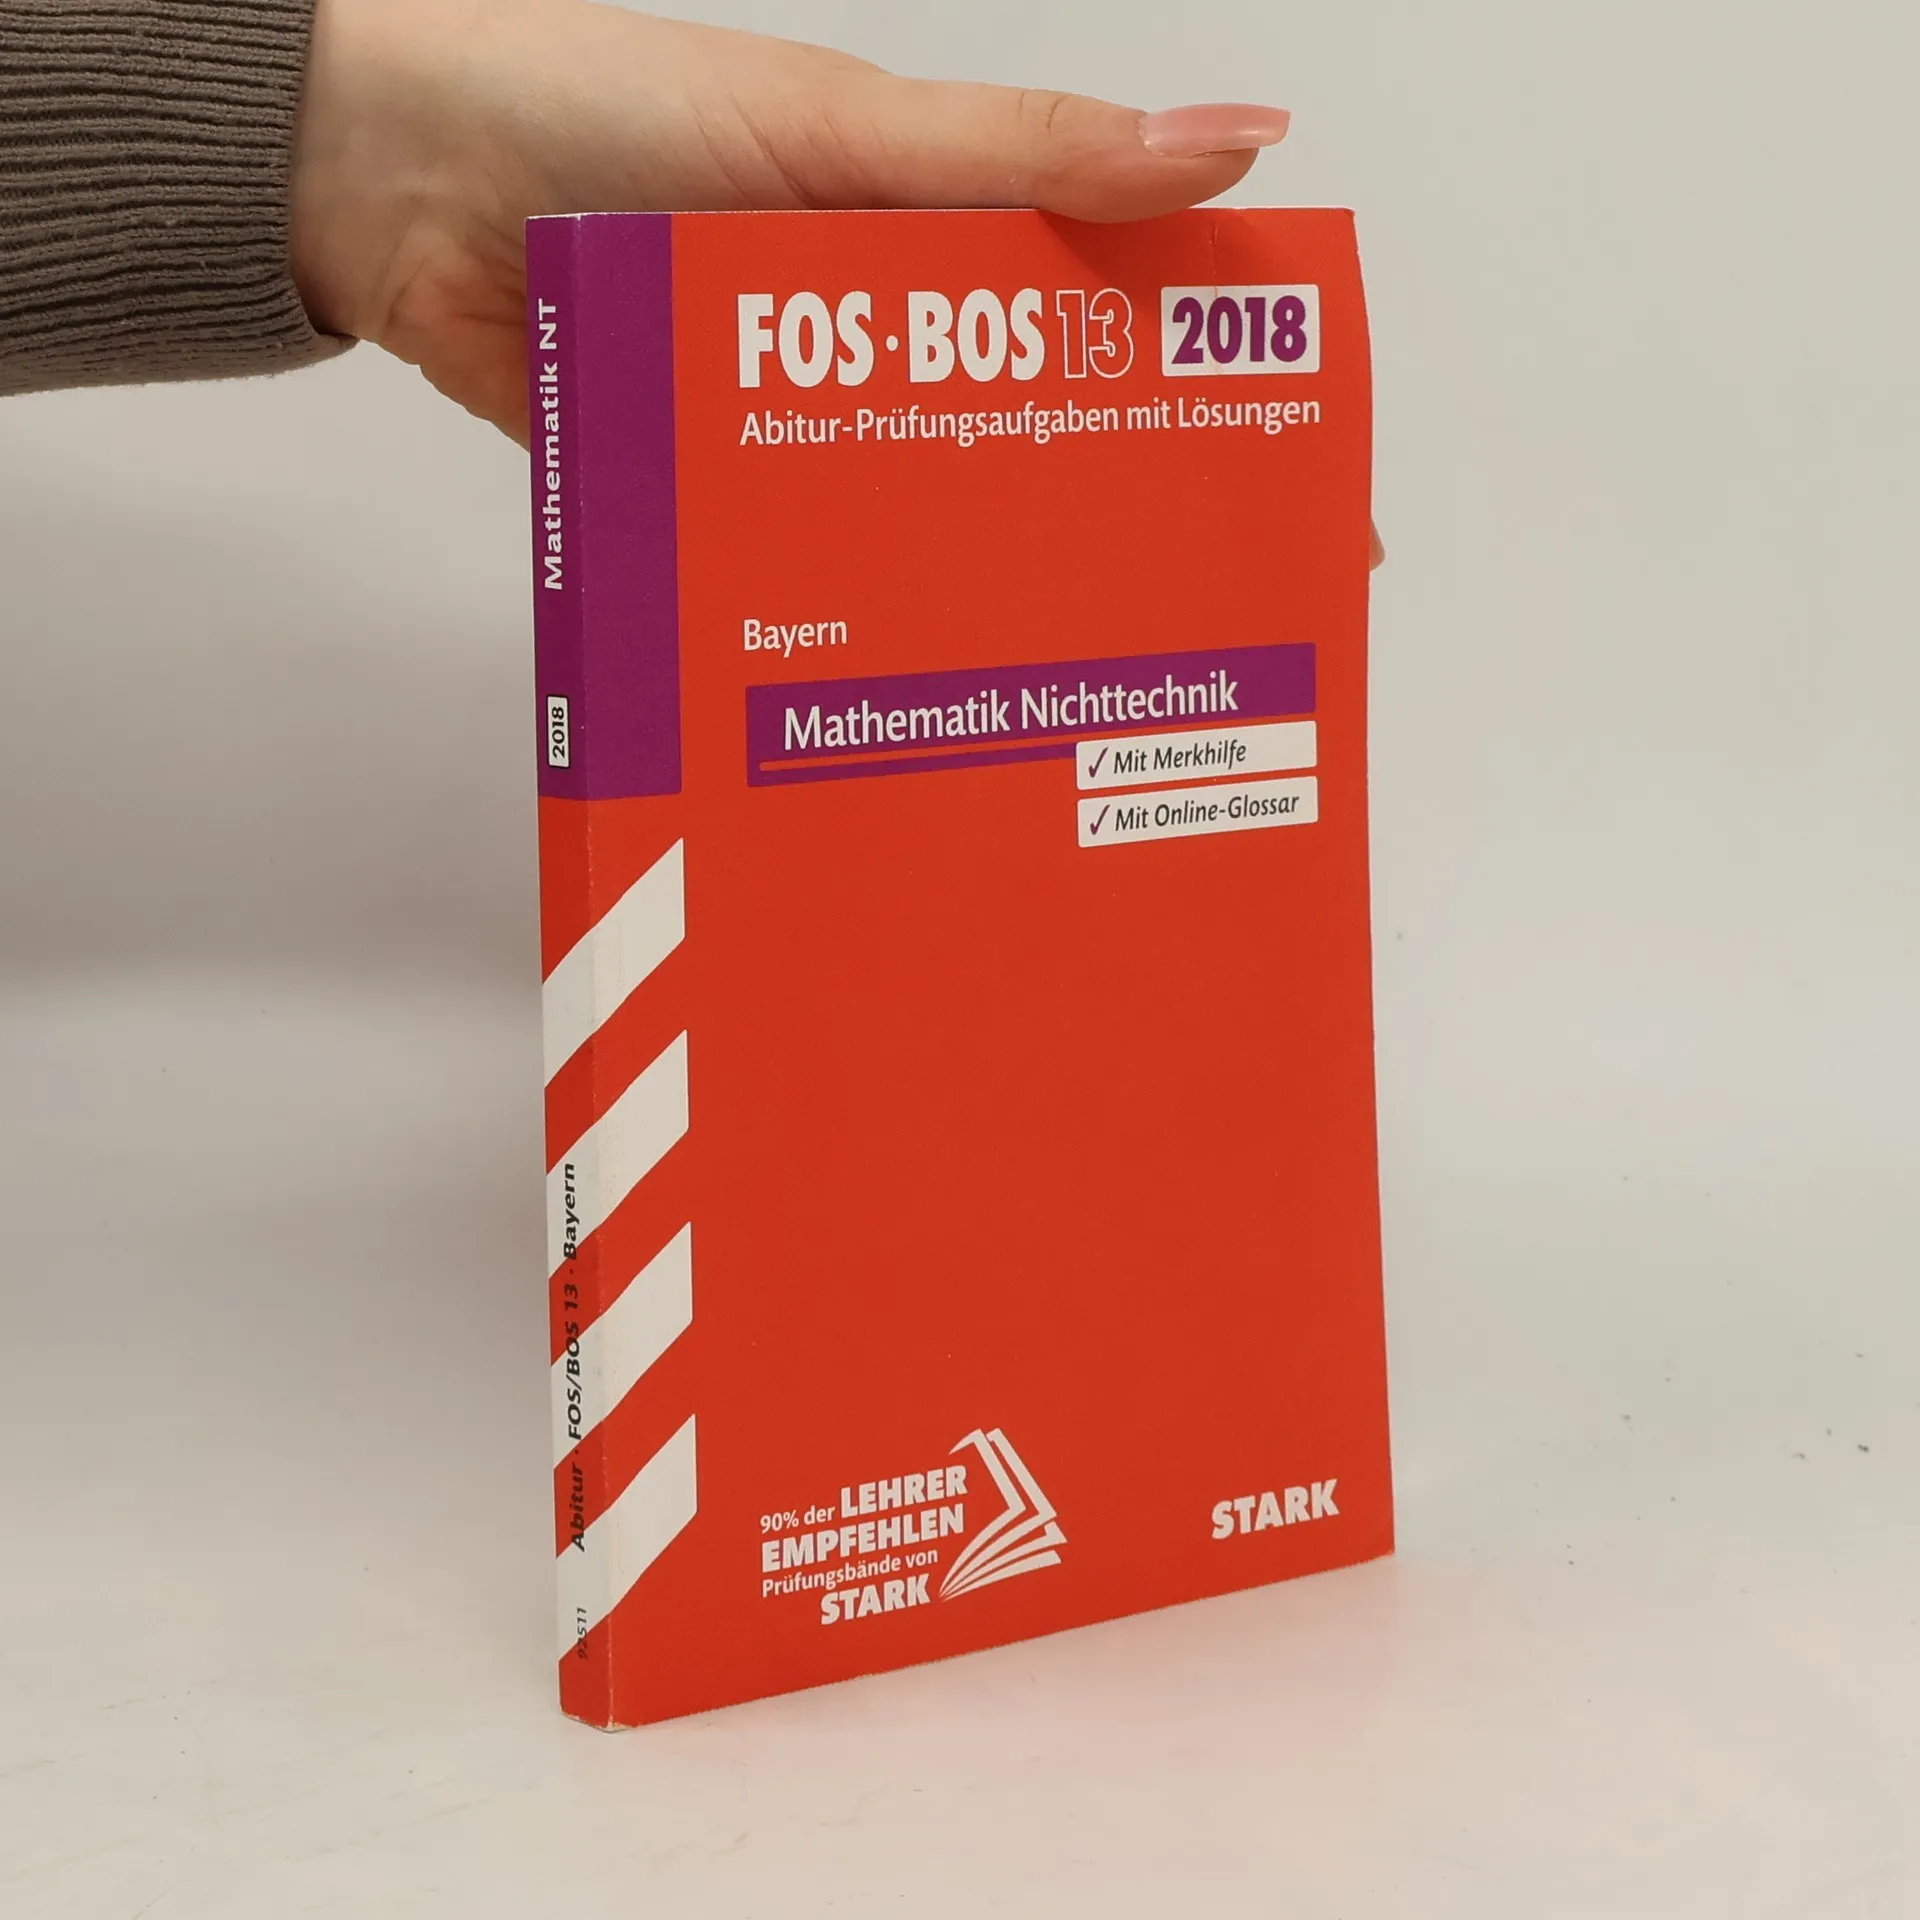 FOS·BOS 13 2018
Abitur-Prüfungsaufgaben mit Lösungen
Bayern
Mathematik Nichttechnik
✓ Mit Merkhilfe
✓ Mit Online-Glossar
90% der LEHRER
EMPFEHLEN
Prüfungsbände von
STARK
STARK
Mathematik NT
2018
Abitur · FOS/BOS 13 · Bayern
92511